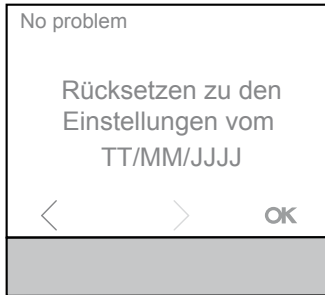 No problem
Rücksetzen zu den
Einstellungen vom
TT/MM/JJJJ
< > OK